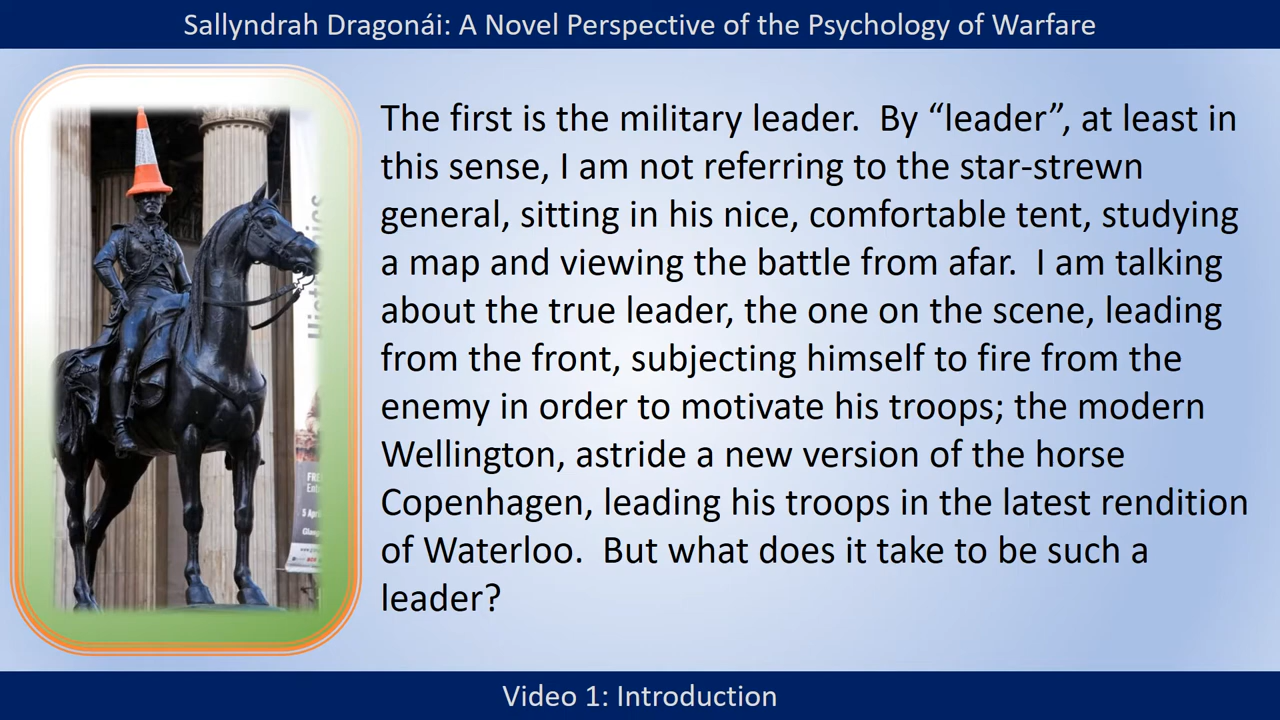 Sallyndrah Dragonái: A Novel Perspective of the Psychology of Warfare
The first is the military leader.  By “leader”, at least in
this sense, I am not referring to the star-strewn
general, sitting in his nice, comfortable tent, studying
a map and viewing the battle from afar.  I am talking
about the true leader, the one on the scene, leading
from the front, subjecting himself to fire from the
enemy in order to motivate his troops; the modern
Wellington, astride a new version of the horse
Copenhagen, leading his troops in the latest rendition
of Waterloo.  But what does it take to be such a
leader?
Video 1: Introduction